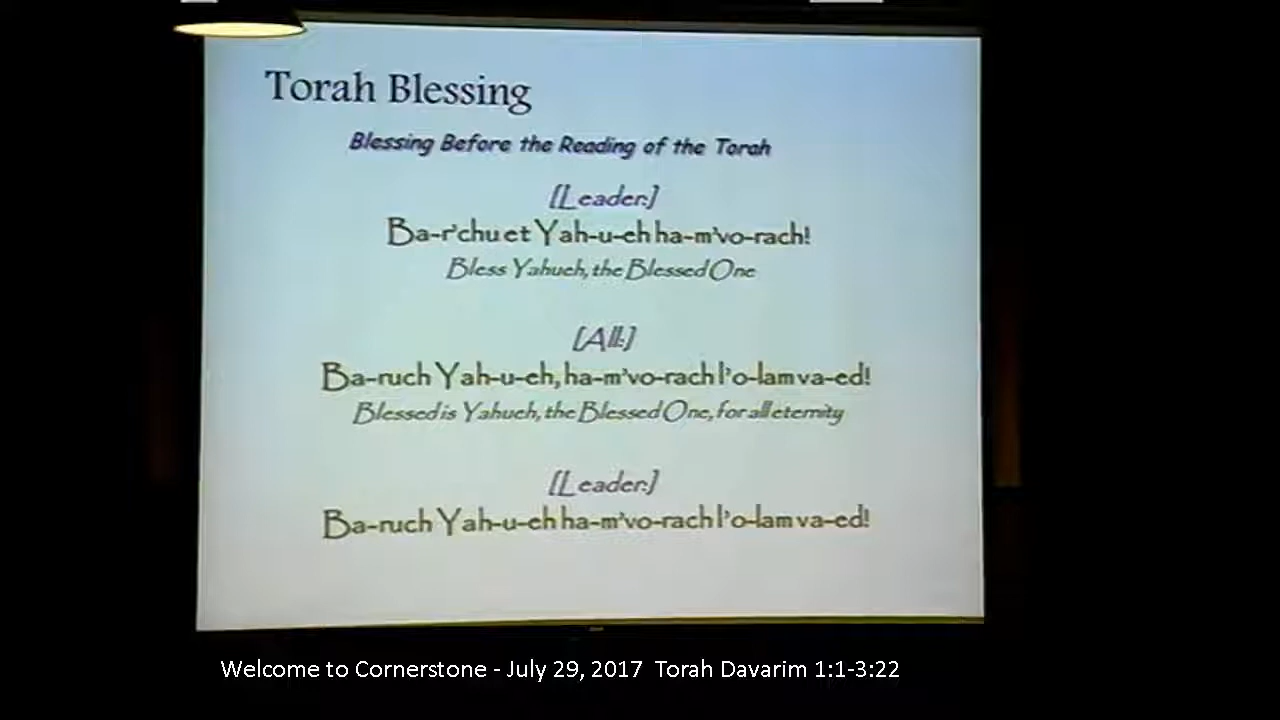 Torah Blessing
Blessing Before the Reading of the Torah
[Leader:]
Ba-r'chu et Yah-u-eh ha-m'vo-rach!
Bless Yahueh, the Blessed One
[All:]
Ba-ruch Yah-u-eh, ha-m'vo-rach l'o-lam va-ed!
Blessed is Yahueh, the Blessed One, for all eternity
[Leader:]
Ba-ruch Yah-u-eh ha-m'vo-rach l'o-lam va-ed!
Welcome to Cornerstone - July 29, 2017 Torah Davarim 1:1-3:22